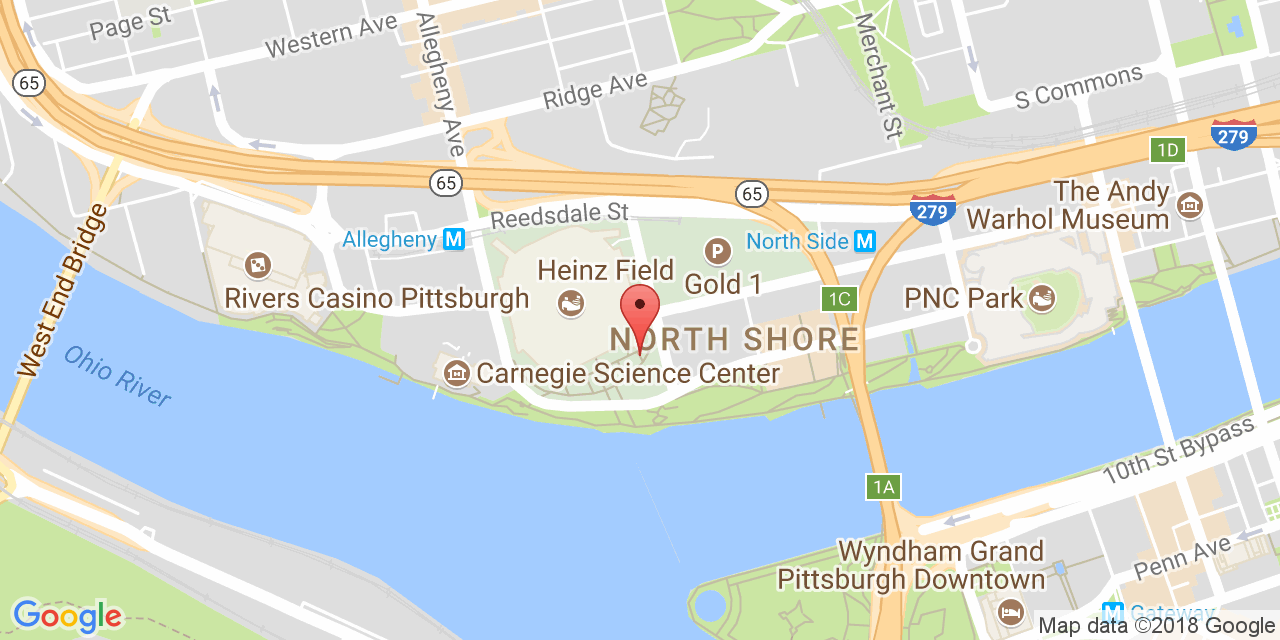 Page St
Western Ave
Allegheny Ave
Merchant St
S Commons
65
Ridge Ave
279
1D
65
65
The Andy
Warhol Museum
279
Reedsdale St
Allegheny M
North Side M
P
Gold 1
West End Bridge
Heinz Field
Rivers Casino Pittsburgh
1C
PNC Park
NORTH SHORE
Ohio River
Carnegie Science Center
10th St Bypass
1A
Wyndham Grand
Pittsburgh Downtown
Penn Ave
M Gateway
Google
Map data ©2018 Google